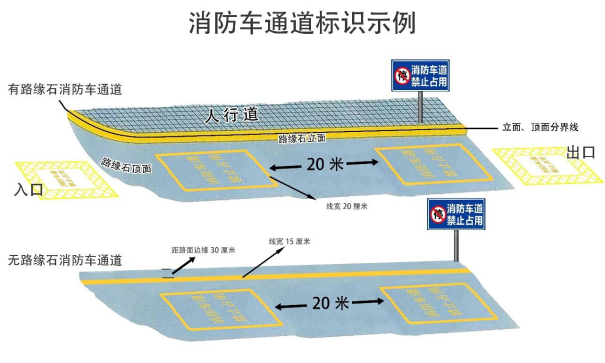 消防车通道标识示例
消防车道
禁止占用
有路缘石消防车通道
人行道
路缘石立面
立面、顶面分界线
路缘石顶面
20 米
出口
入口
线宽 20 厘米
消防车道
禁止占用
线宽 15 厘米
距路面边缘 30 厘米
无路缘石消防车通道
20 米